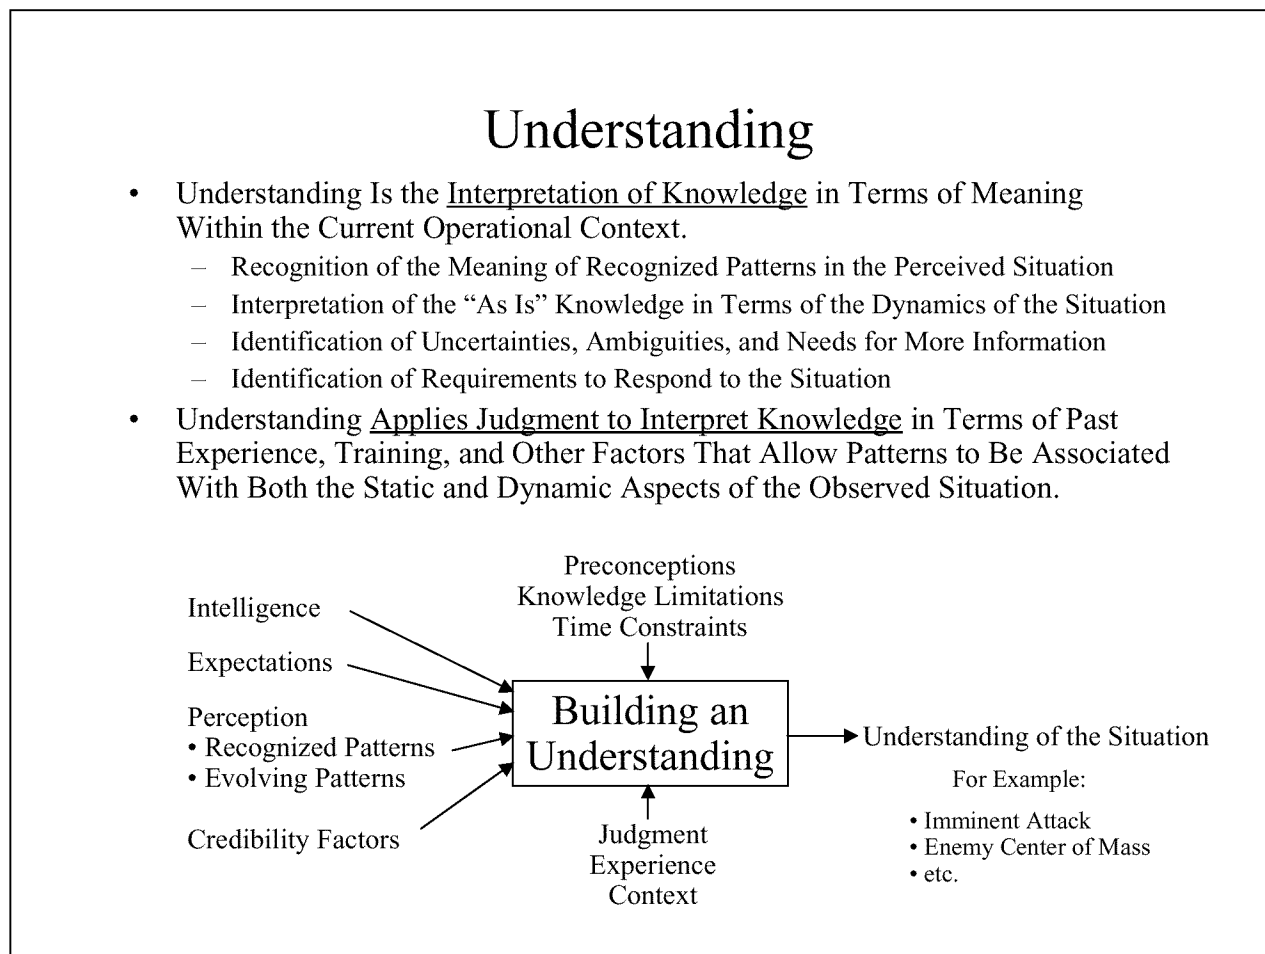 Understanding
• Understanding Is the Interpretation of Knowledge in Terms of Meaning
Within the Current Operational Context.
– Recognition of the Meaning of Recognized Patterns in the Perceived Situation
– Interpretation of the “As Is” Knowledge in Terms of the Dynamics of the Situation
– Identification of Uncertainties, Ambiguities, and Needs for More Information
– Identification of Requirements to Respond to the Situation
• Understanding Applies Judgment to Interpret Knowledge in Terms of Past
Experience, Training, and Other Factors That Allow Patterns to Be Associated
With Both the Static and Dynamic Aspects of the Observed Situation.
Preconceptions
Knowledge Limitations
Time Constraints
Intelligence
Expectations
Perception
• Recognized Patterns
• Evolving Patterns
Credibility Factors
Building an
Understanding
Judgment
Experience
Context
Understanding of the Situation
For Example:
• Imminent Attack
• Enemy Center of Mass
• etc.